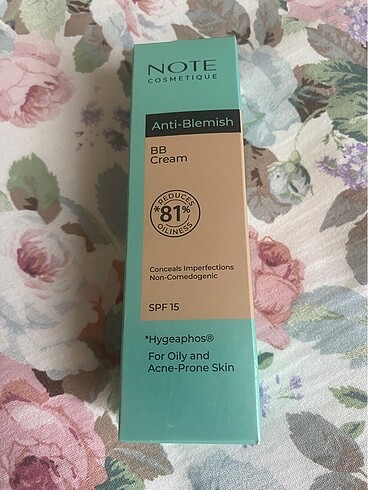 NOTE
COSMETIQUE
Anti-Blemish
BB
Cream
*REDUCES
81%
OILINESS
Conceals Imperfections
Non-Comedogenic
SPF 15
*Hygeaphos®
For Oily and
Acne-Prone Skin